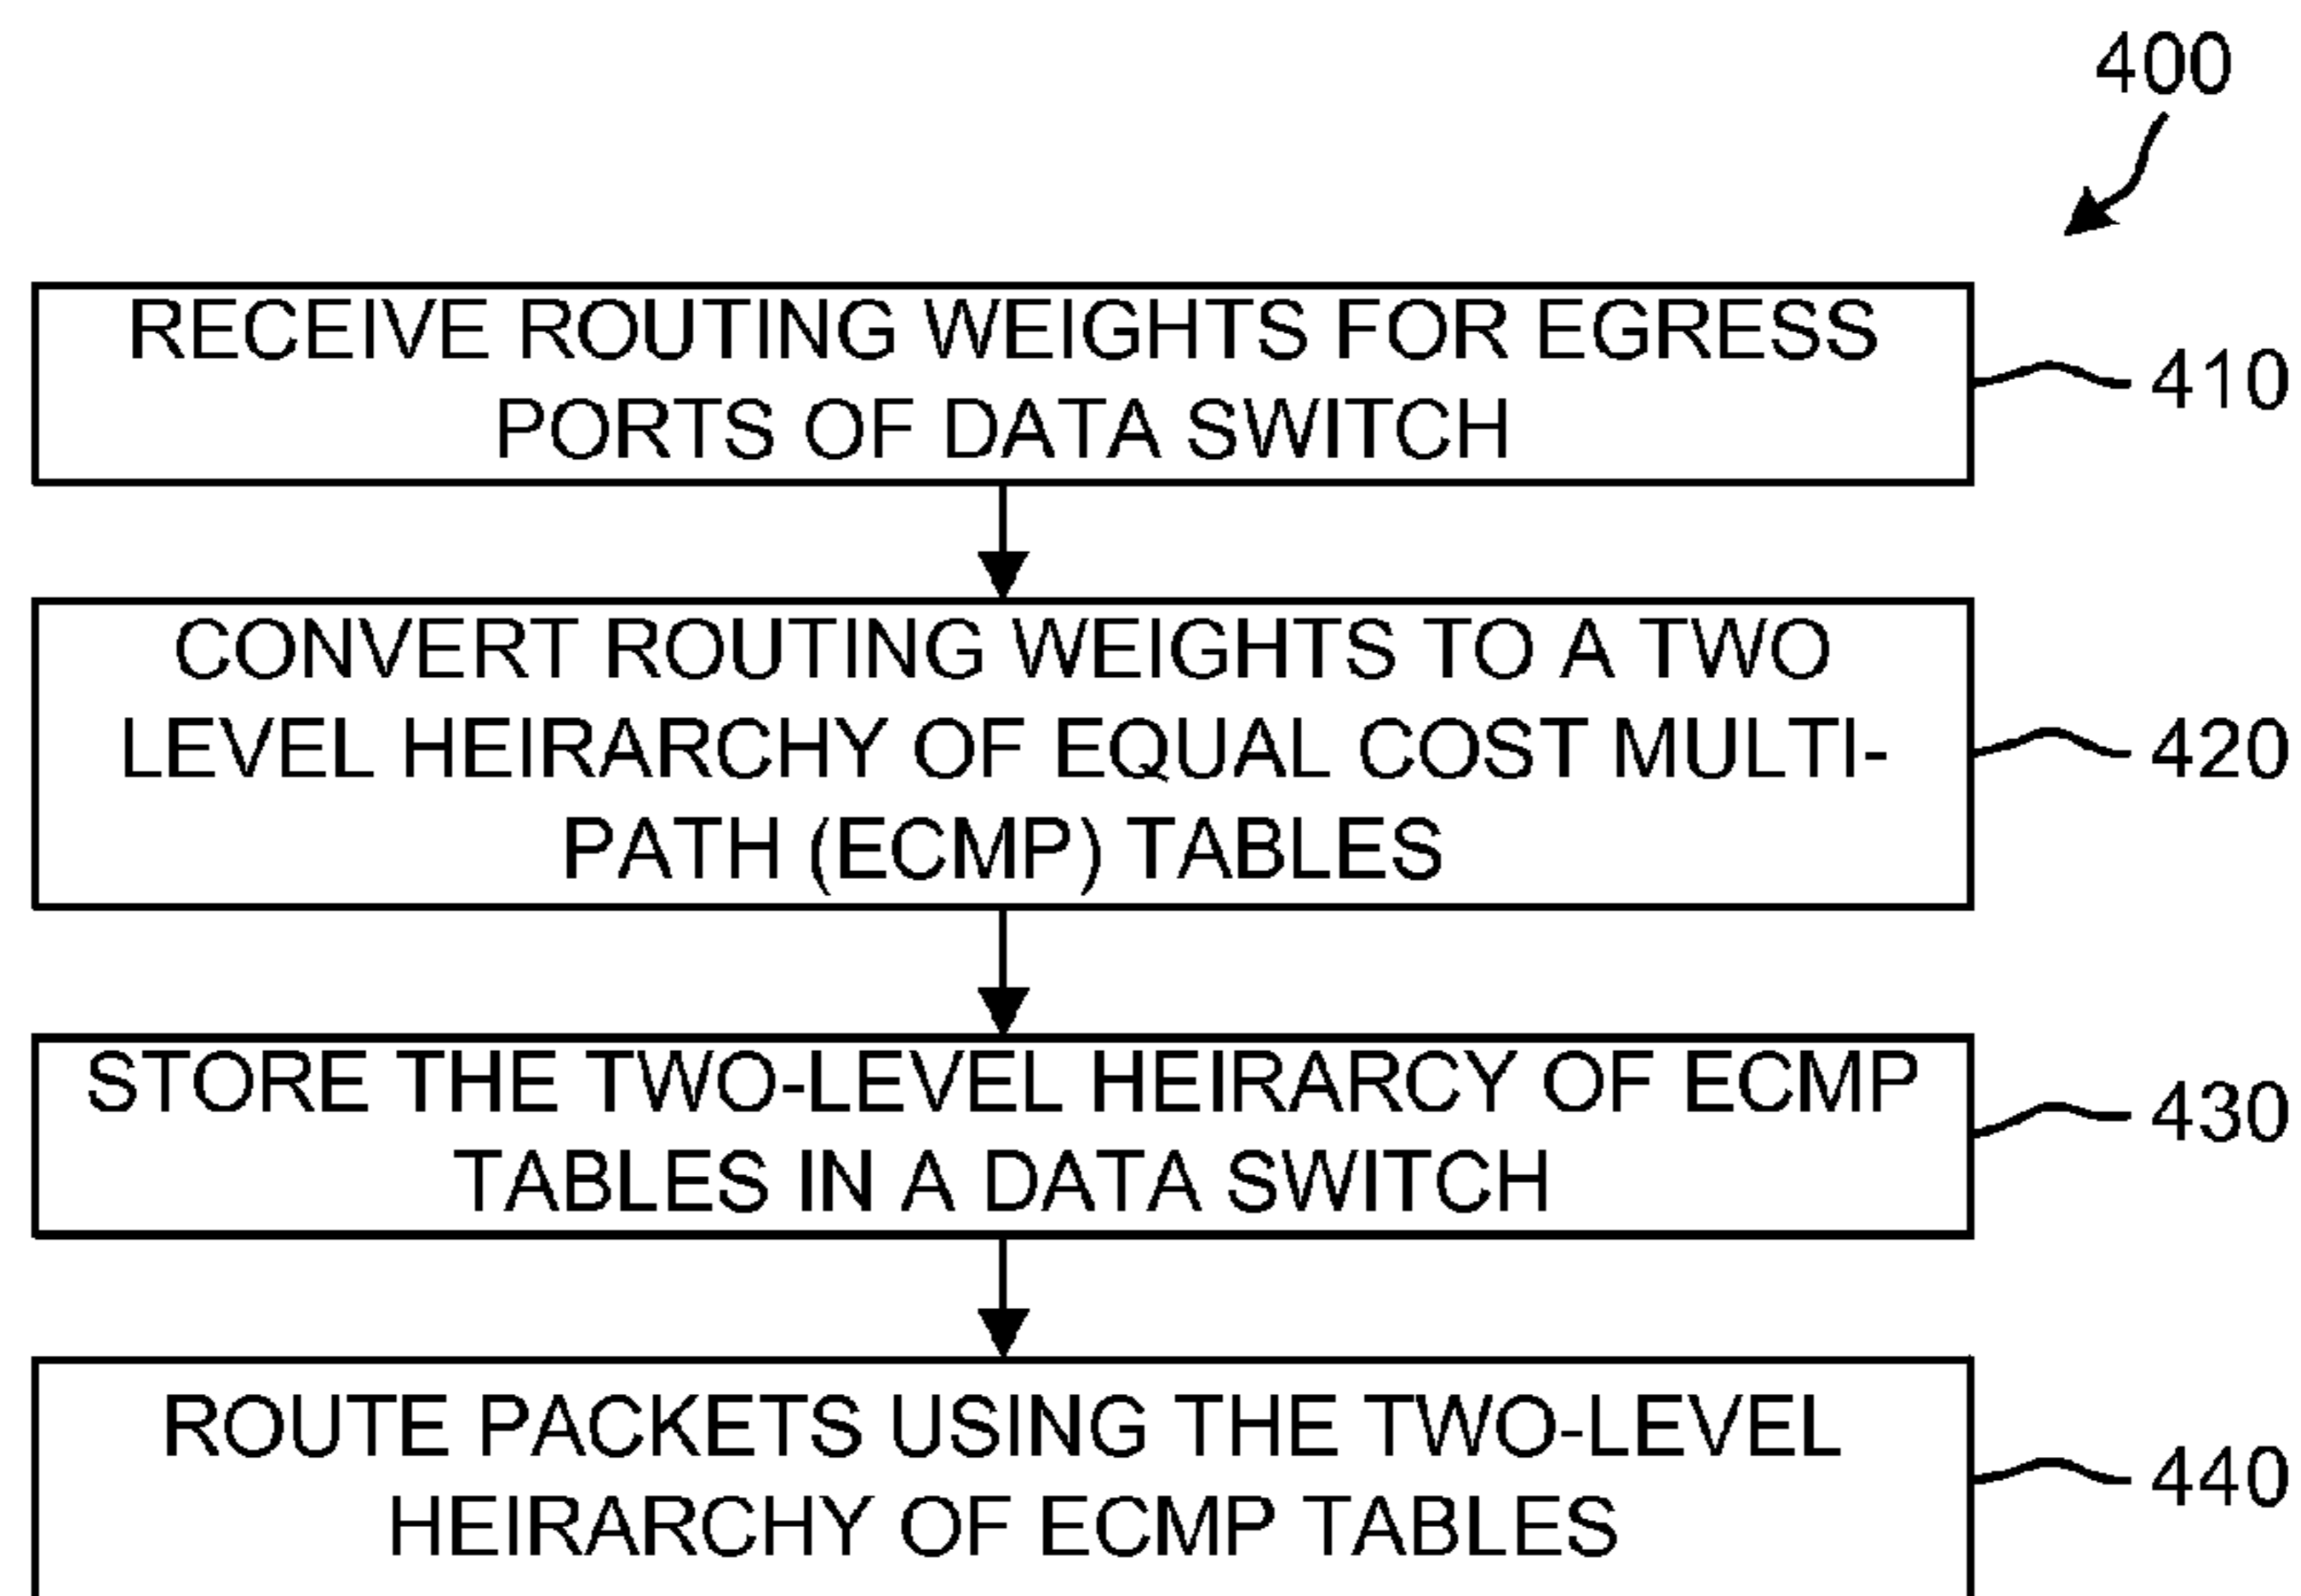 400
RECEIVE ROUTING WEIGHTS FOR EGRESS
PORTS OF DATA SWITCH
410
CONVERT ROUTING WEIGHTS TO A TWO
LEVEL HEIRARCHY OF EQUAL COST MULTI-
PATH (ECMP) TABLES
420
STORE THE TWO-LEVEL HEIRARCY OF ECMP
TABLES IN A DATA SWITCH
430
ROUTE PACKETS USING THE TWO-LEVEL
HEIRARCHY OF ECMP TABLES
440